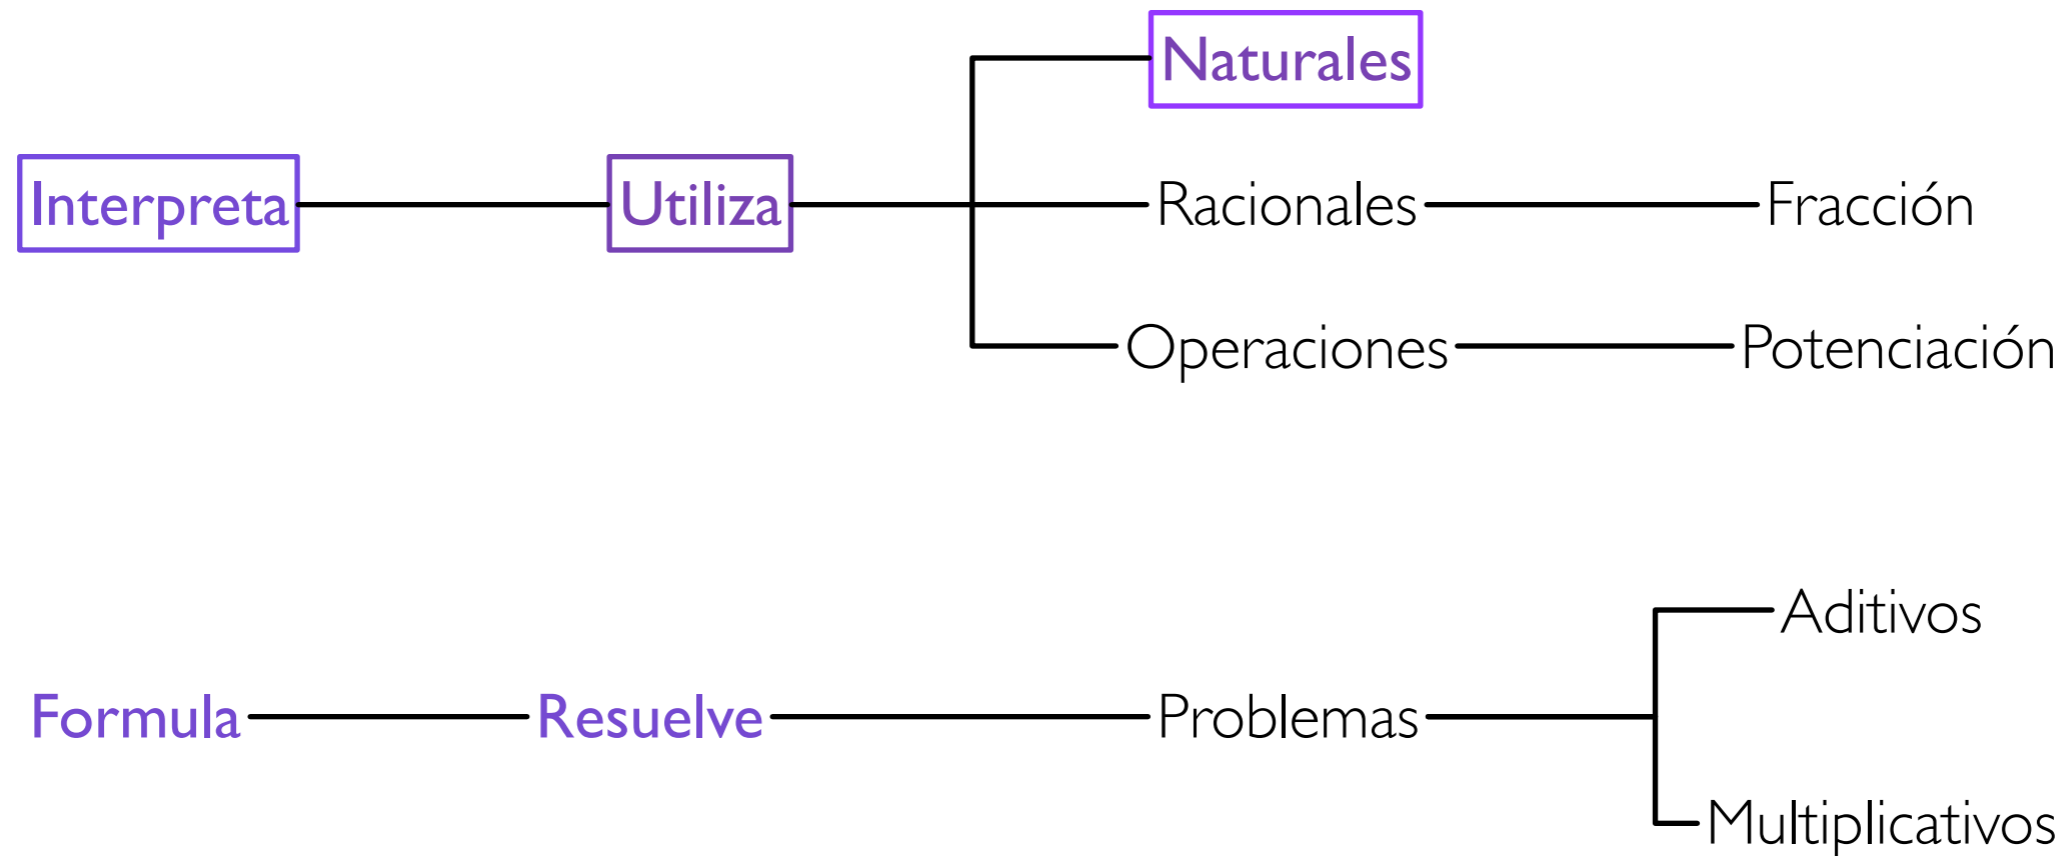 Naturales
Interpreta
Utiliza
Racionales
Fracción
Operaciones
Potenciación
Aditivos
Formula
Resuelve
Problemas
Multiplicativos